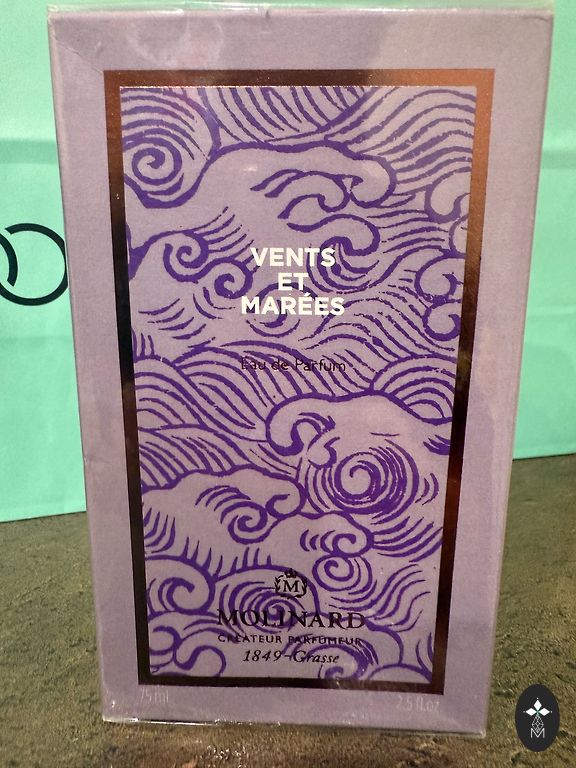 VENTS
ET
MARÉES
Eau de Parfum
M
MOLINARD
CRÉATEUR PARFUMEUR
1849-Grasse
75 ml 2.5 fl.oz
M